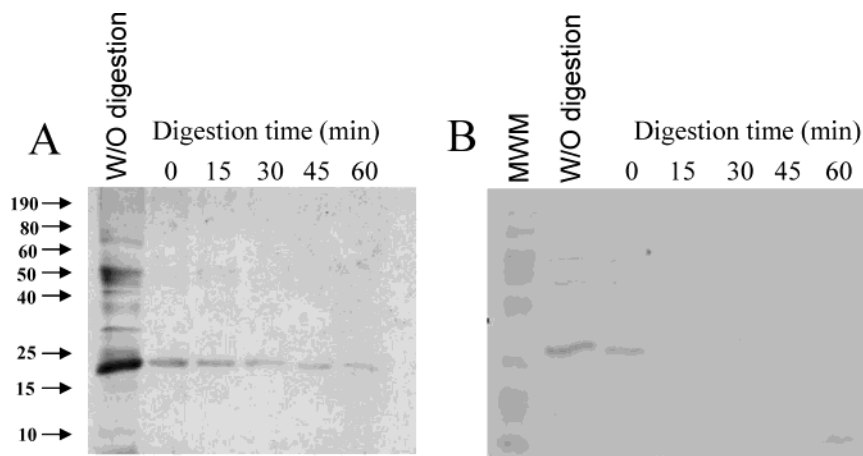 A
W/O digestion
Digestion time (min)
0 15 30 45 60
190
80
60
50
40
25
15
10
B
MWM
W/O digestion
Digestion time (min)
0 15 30 45 60